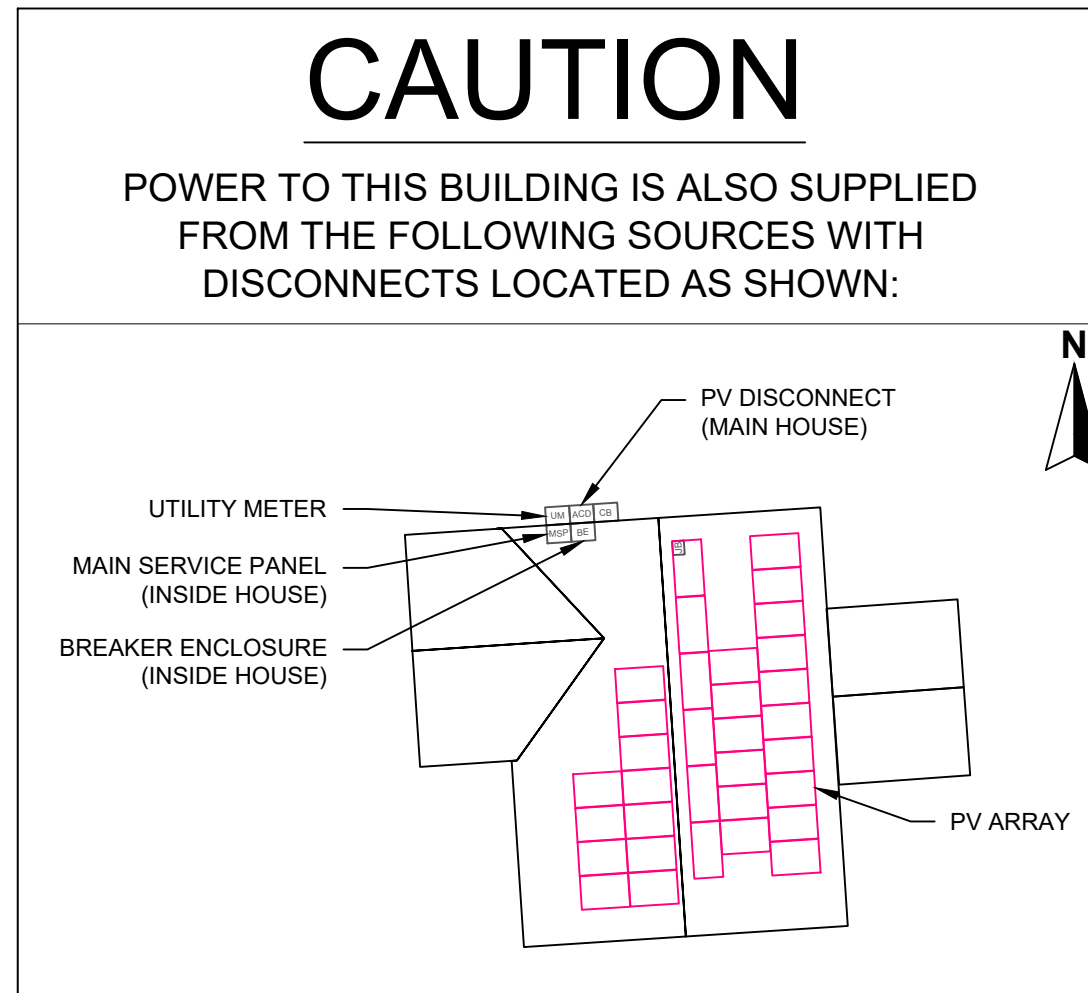 CAUTION
POWER TO THIS BUILDING IS ALSO SUPPLIED
FROM THE FOLLOWING SOURCES WITH
DISCONNECTS LOCATED AS SHOWN:
N
PV DISCONNECT
(MAIN HOUSE)
UTILITY METER
UM ACD CB
MSP BE
MAIN SERVICE PANEL
(INSIDE HOUSE)
JB
BREAKER ENCLOSURE
(INSIDE HOUSE)
PV ARRAY